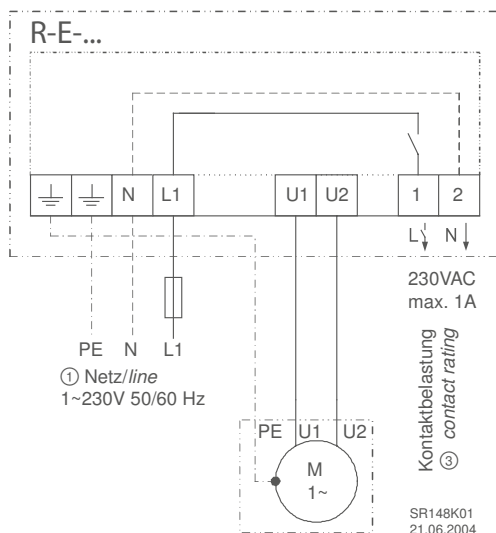 R-E-...
N L1 U1 U2 1 2
L N
230VAC
max. 1A
PE N L1
① Netz/line
1~230V 50/60 Hz
Kontaktbelastung
③ contact rating
PE U1 U2
M
1~
SR148K01
21.06.2004